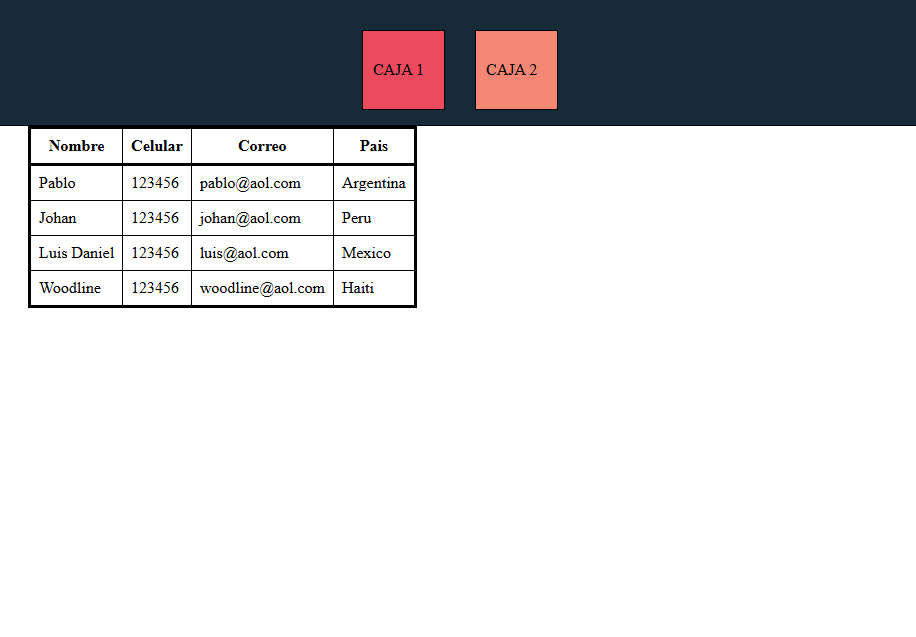 CAJA 1 CAJA 2
Nombre Celular Correo Pais
Pablo 123456 pablo@aol.com Argentina
Johan 123456 johan@aol.com Peru
Luis Daniel 123456 luis@aol.com Mexico
Woodline 123456 woodline@aol.com Haiti